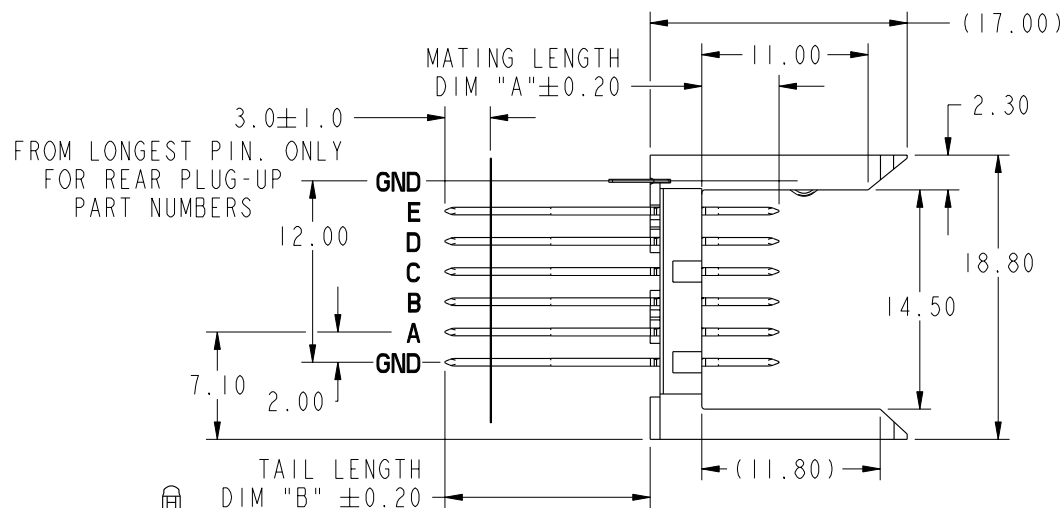 (17.00)
MATING LENGTH
DIM "A"±0.20
11.00
2.30
3.0±1.0
FROM LONGEST PIN. ONLY
FOR REAR PLUG-UP
PART NUMBERS
GND
E
D
C
B
A
GND
12.00
18.80
14.50
7.10
2.00
TAIL LENGTH
DIM "B" ±0.20
(11.80)